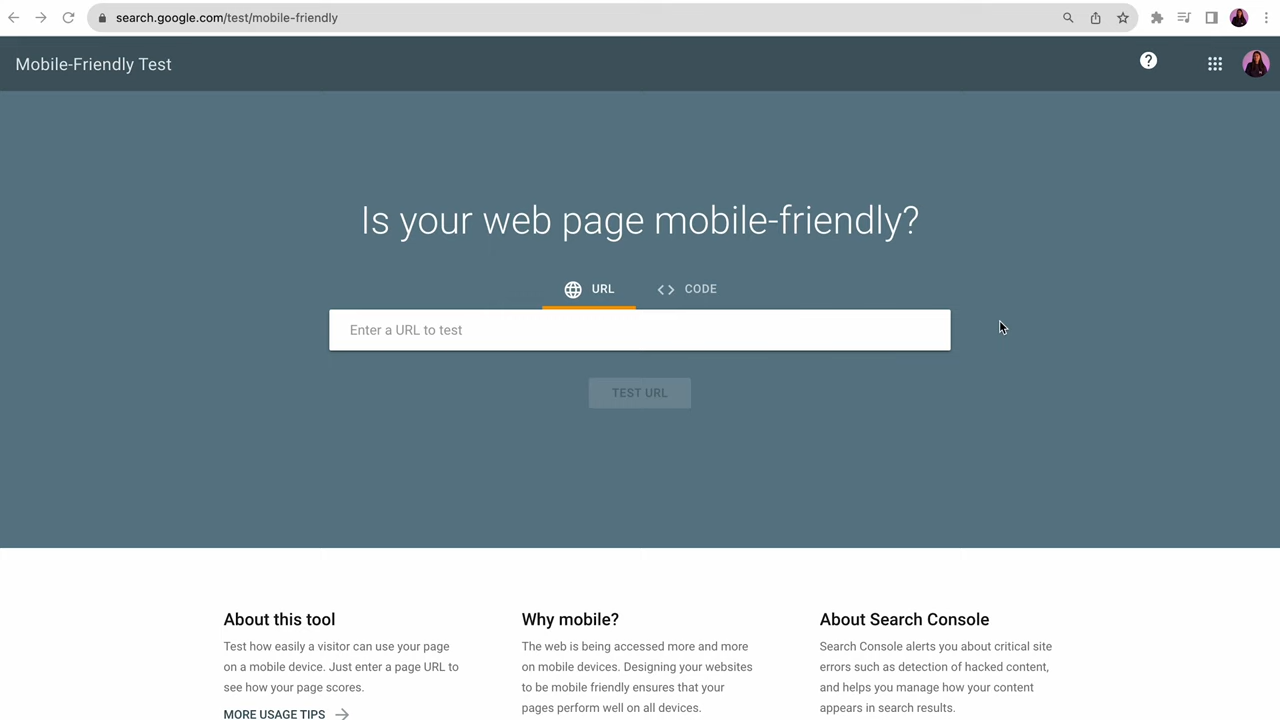 search.google.com/test/mobile-friendly
Mobile-Friendly Test
Is your web page mobile-friendly?
URL
CODE
Enter a URL to test
TEST URL
About this tool
Test how easily a visitor can use your page
on a mobile device. Just enter a page URL to
see how your page scores.
MORE USAGE TIPS
Why mobile?
The web is being accessed more and more
on mobile devices. Designing your websites
to be mobile friendly ensures that your
pages perform well on all devices.
About Search Console
Search Console alerts you about critical site
errors such as detection of hacked content,
and helps you manage how your content
appears in search results.